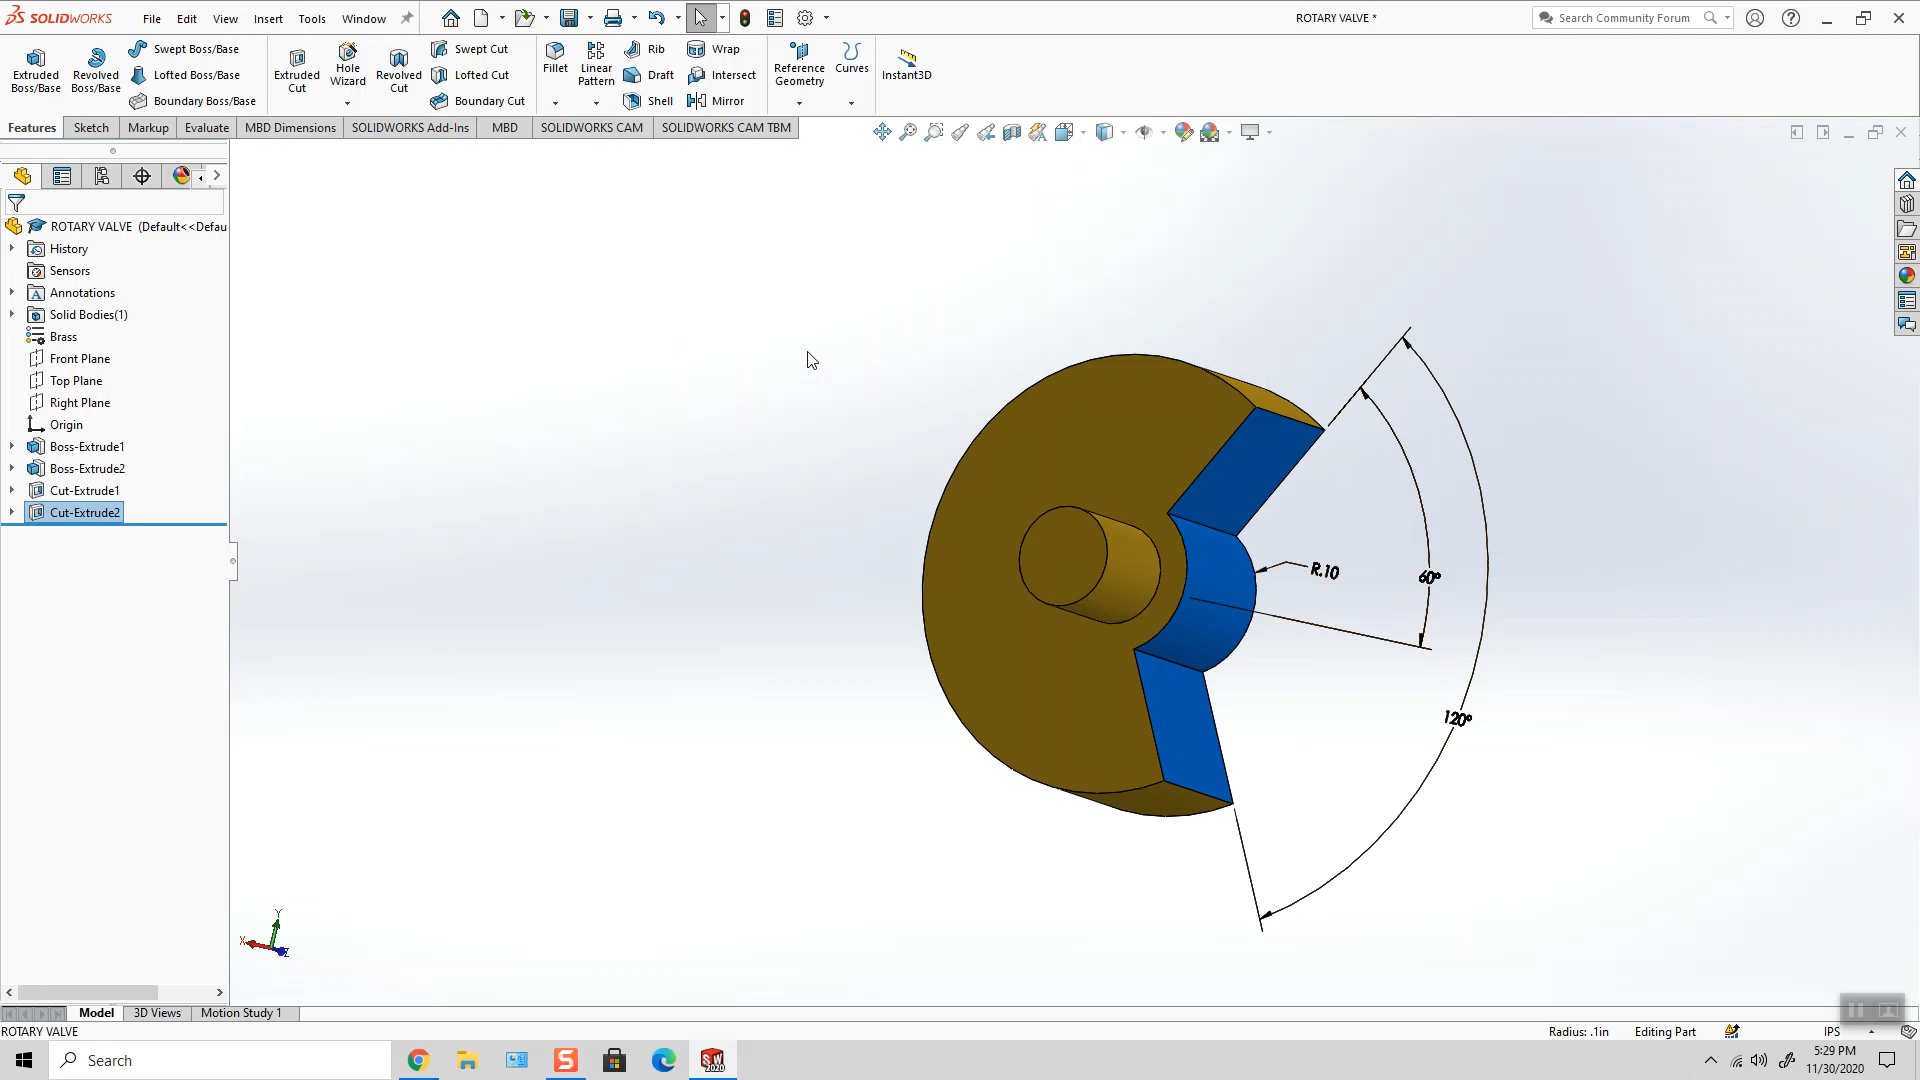 SOLIDWORKS File Edit View Insert Tools Window ROTARY VALVE * Search Community Forum
Extruded Boss/Base
Revolved Boss/Base
Swept Boss/Base
Lofted Boss/Base
Boundary Boss/Base
Extruded Cut
Hole Wizard
Revolved Cut
Swept Cut
Lofted Cut
Boundary Cut
Fillet
Linear Pattern
Rib
Draft
Shell
Wrap
Intersect
Mirror
Reference Geometry
Curves
Instant3D
Features Sketch Markup Evaluate MBD Dimensions SOLIDWORKS Add-Ins MBD SOLIDWORKS CAM SOLIDWORKS CAM TBM
ROTARY VALVE (Default<<Defau
History
Sensors
Annotations
Solid Bodies(1)
Brass
Front Plane
Top Plane
Right Plane
Origin
Boss-Extrude1
Boss-Extrude2
Cut-Extrude1
Cut-Extrude2
R.10
60°
120°
Y
X
Z
Model 3D Views Motion Study 1
ROTARY VALVE Radius: .1in Editing Part IPS
Search
SW
2020
5:29 PM
11/30/2020